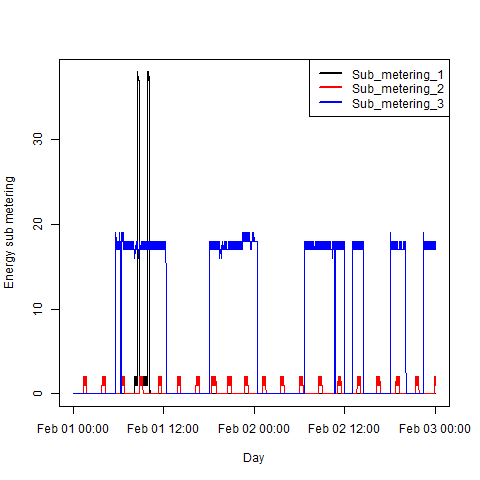 Sub_metering_1
Sub_metering_2
Sub_metering_3
Energy sub metering
30
20
10
0
Feb 01 00:00 Feb 01 12:00 Feb 02 00:00 Feb 02 12:00 Feb 03 00:00
Day